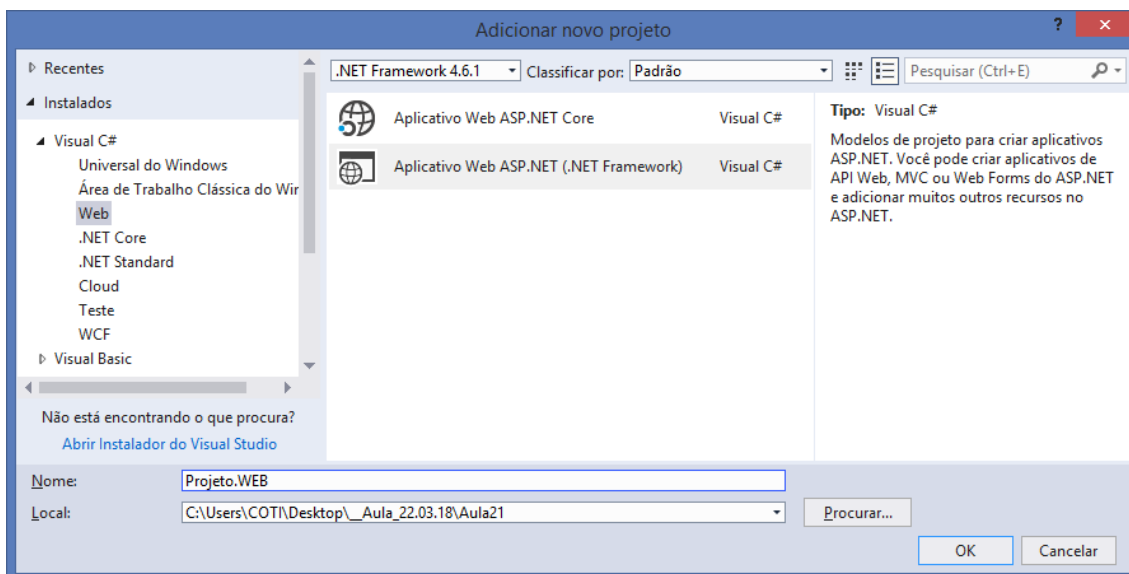 Adicionar novo projeto
?
Recentes
Instalados
Visual C#
Universal do Windows
Área de Trabalho Clássica do Wir
Web
.NET Core
.NET Standard
Cloud
Teste
WCF
Visual Basic
Não está encontrando o que procura?
Abrir Instalador do Visual Studio
.NET Framework 4.6.1 Classificar por: Padrão
Pesquisar (Ctrl+E)
Aplicativo Web ASP.NET Core Visual C#
Aplicativo Web ASP.NET (.NET Framework) Visual C#
Tipo: Visual C#
Modelos de projeto para criar aplicativos
ASP.NET. Você pode criar aplicativos de
API Web, MVC ou Web Forms do ASP.NET
e adicionar muitos outros recursos no
ASP.NET.
Nome: Projeto.WEB
Local: C:\Users\COTI\Desktop\__Aula_22.03.18\Aula21
Procurar...
OK Cancelar